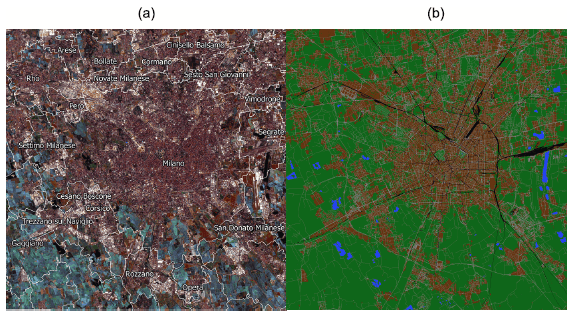 (a)
(b)
Cinisello Balsamo
Arese
Bollate
Cormano
Rho
Novate Milanese
Sesto San Giovanni
Pero
Vimodrone
Segrate
Settimo Milanese
Milano
Cesano Boscone
Corsico
Trezzano sul Naviglio
San Donato Milanese
Gaggiano
Rozzano
Opera